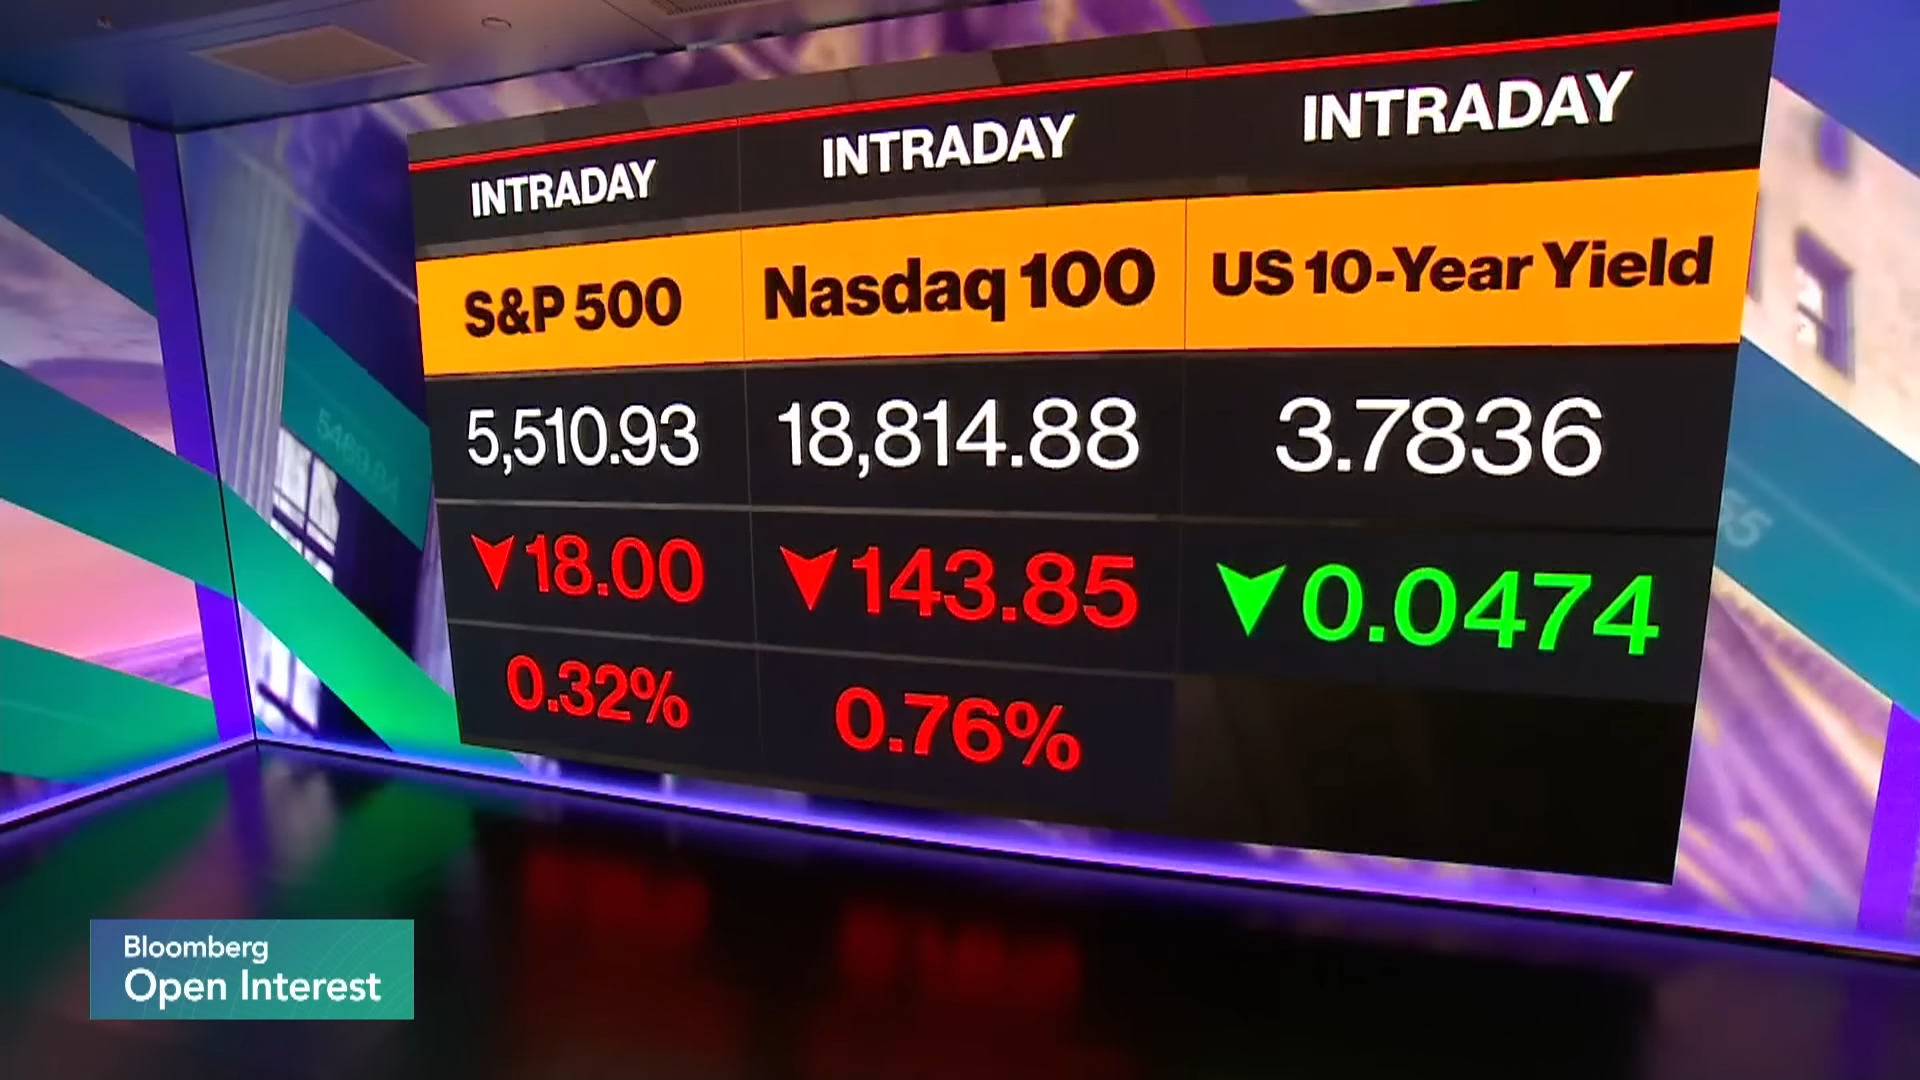 INTRADAY INTRADAY INTRADAY
S&P 500 Nasdaq 100 US 10-Year Yield
5,510.93 18,814.88 3.7836
▼18.00 ▼143.85 ▼0.0474
0.32% 0.76%
Bloomberg
Open Interest